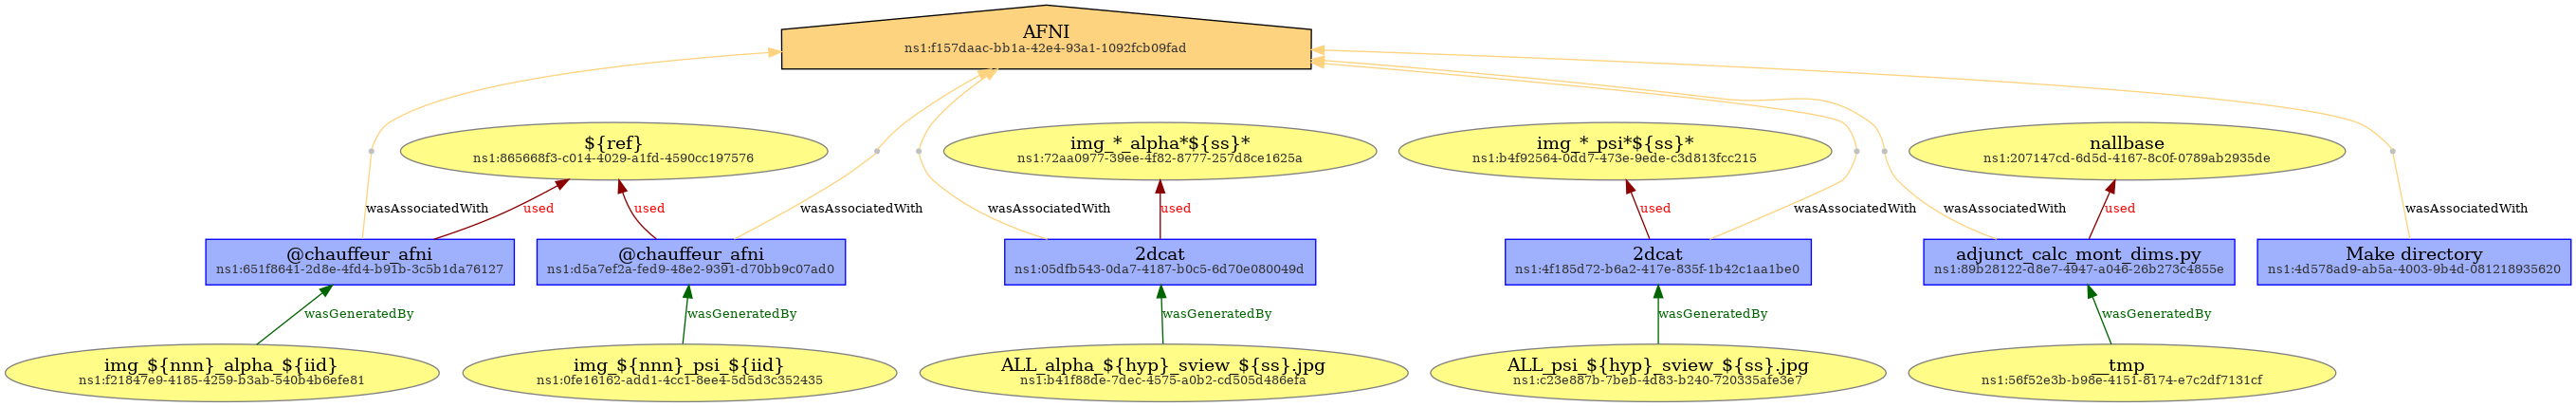 AFNI
ns1:f157daac-bb1a-42e4-93a1-1092fcb09fad
${ref}
ns1:865668f3-c014-4029-a1fd-4590cc197576
img_*_alpha*${ss}*
ns1:72aa0977-39ee-4f82-8777-257d8ce1625a
img_*_psi*${ss}*
ns1:b4f92564-0dd7-473e-9ede-c3d813fcc215
nallbase
ns1:207147cd-6d5d-4167-8c0f-0789ab2935de
wasAssociatedWith
used
used
wasAssociatedWith
wasAssociatedWith
used
used
wasAssociatedWith
wasAssociatedWith
used
wasAssociatedWith
@chauffeur_afni
ns1:651f8641-2d8e-4fd4-b91b-3c5b1da76127
@chauffeur_afni
ns1:d5a7ef2a-fed9-48e2-9391-d70bb9c07ad0
2dcat
ns1:05dfb543-0da7-4187-b0c5-6d70e080049d
2dcat
ns1:4f185d72-b6a2-417e-835f-1b42c1aa1be0
adjunct_calc_mont_dims.py
ns1:89b28122-d8e7-4947-a046-26b273c4855e
Make directory
ns1:4d578ad9-ab5a-4003-9b4d-081218935620
wasGeneratedBy
wasGeneratedBy
wasGeneratedBy
wasGeneratedBy
wasGeneratedBy
img_${nnn}_alpha_${iid}
ns1:f21847e9-4185-4259-b3ab-540b4b6efe81
img_${nnn}_psi_${iid}
ns1:0fe16162-add1-4cc1-8ee4-5d5d3c352435
ALL_alpha_${hyp}_sview_${ss}.jpg
ns1:b41f88de-7dec-4575-a0b2-cd505d486efa
ALL_psi_${hyp}_sview_${ss}.jpg
ns1:c23e887b-7beb-4d83-b240-720335afe3e7
__tmp_
ns1:56f52e3b-b98e-4151-8174-e7c2df7131cf